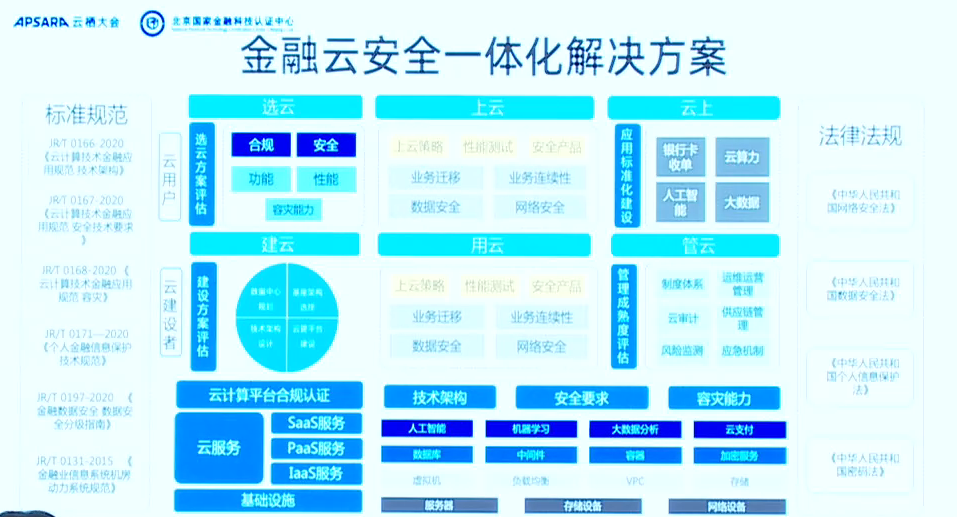 APSARA 云栖大会
北京国家金融科技认证中心
金融云安全一体化解决方案
标准规范
JR/T 0166-2020
《云计算技术金融应
用规范 技术架构》
JR/T 0167-2020
《云计算技术金融应
用规范 安全技术要求
》
JR/T 0168-2020 《
云计算技术金融应用
规范 容灾》
JR/T 0171—2020
《个人金融信息保护
技术规范》
JR/T 0197-2020 《
金融数据安全 数据安
全分级指南》
JR/T 0131-2015 《
金融业信息系统机房
动力系统规范》
云用户
选云
选云方案评估
合规 安全
功能 性能
容灾能力
上云
上云策略 性能测试 安全产品
业务迁移 业务连续性
数据安全 网络安全
云上
应用标准化建设
银行卡
收单
云算力
人工智
能
大数据
云建设者
建云
建设方案评估
数据中心
规划
基座架构
选择
技术架构
设计
云管平台
建设
用云
上云策略 性能测试 安全产品
业务迁移 业务连续性
数据安全 网络安全
管云
管理成熟度评估
制度体系
运维运营
管理
云审计
供应链管
理
风险监测 应急机制
云计算平台合规认证
云服务
SaaS服务
PaaS服务
IaaS服务
基础设施
技术架构 安全要求 容灾能力
人工智能 机器学习 大数据分析 云支付
数据库 中间件 容器 加密服务
虚拟机 负载均衡 VPC 存储
服务器 存储设备 网络设备
法律法规
《中华人民共和
国网络安全法》
《中华人民共和
国数据安全法》
《中华人民共和
国个人信息保护
法》
《中华人民共和
国密码法》